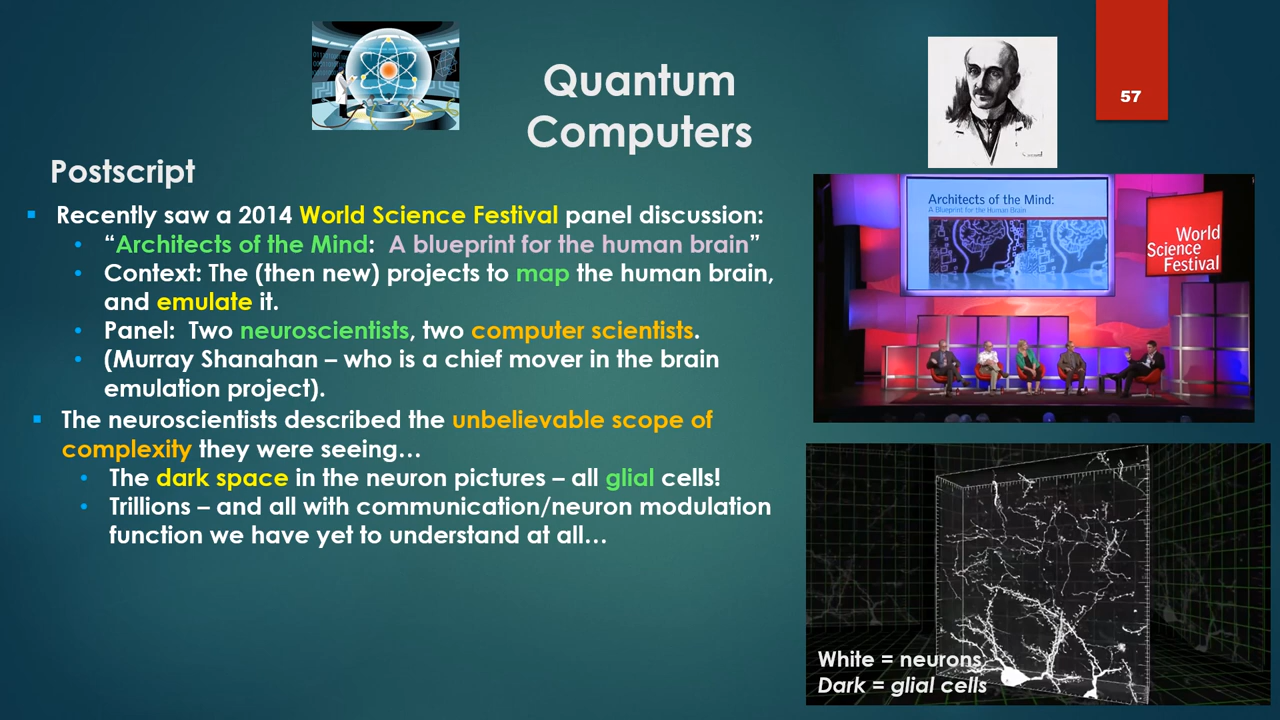 Quantum
Computers
57
Postscript
Recently saw a 2014 World Science Festival panel discussion:
“Architects of the Mind:  A blueprint for the human brain”
Context: The (then new) projects to map the human brain,
and emulate it.
Panel:  Two neuroscientists, two computer scientists.
(Murray Shanahan – who is a chief mover in the brain
emulation project).
The neuroscientists described the unbelievable scope of
complexity they were seeing…
The dark space in the neuron pictures – all glial cells!
Trillions – and all with communication/neuron modulation
function we have yet to understand at all…
Architects of the Mind:
A Blueprint for the Human Brain
World
Science
Festival
White = neurons
Dark = glial cells